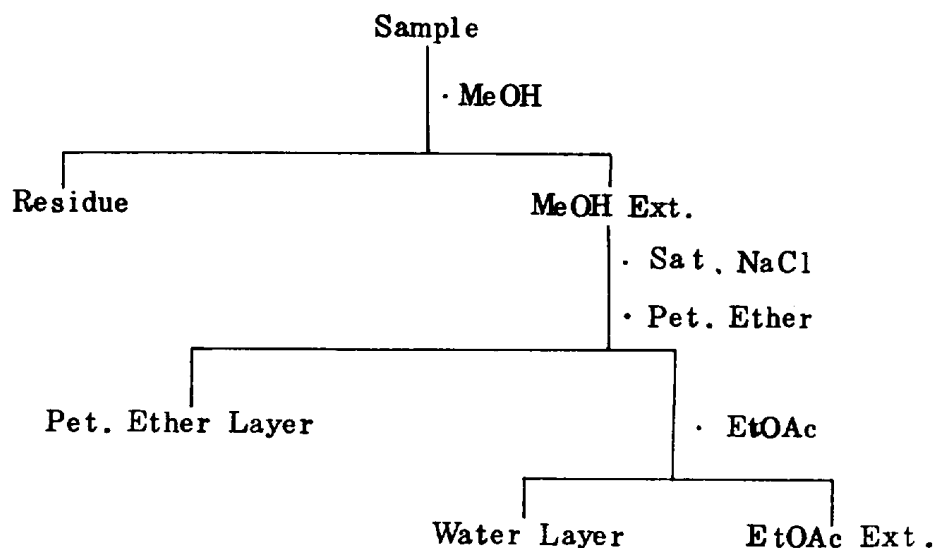 Sample
· MeOH
Residue
MeOH Ext.
· Sat. NaCl
· Pet. Ether
Pet. Ether Layer
· EtOAc
Water Layer
EtOAc Ext.